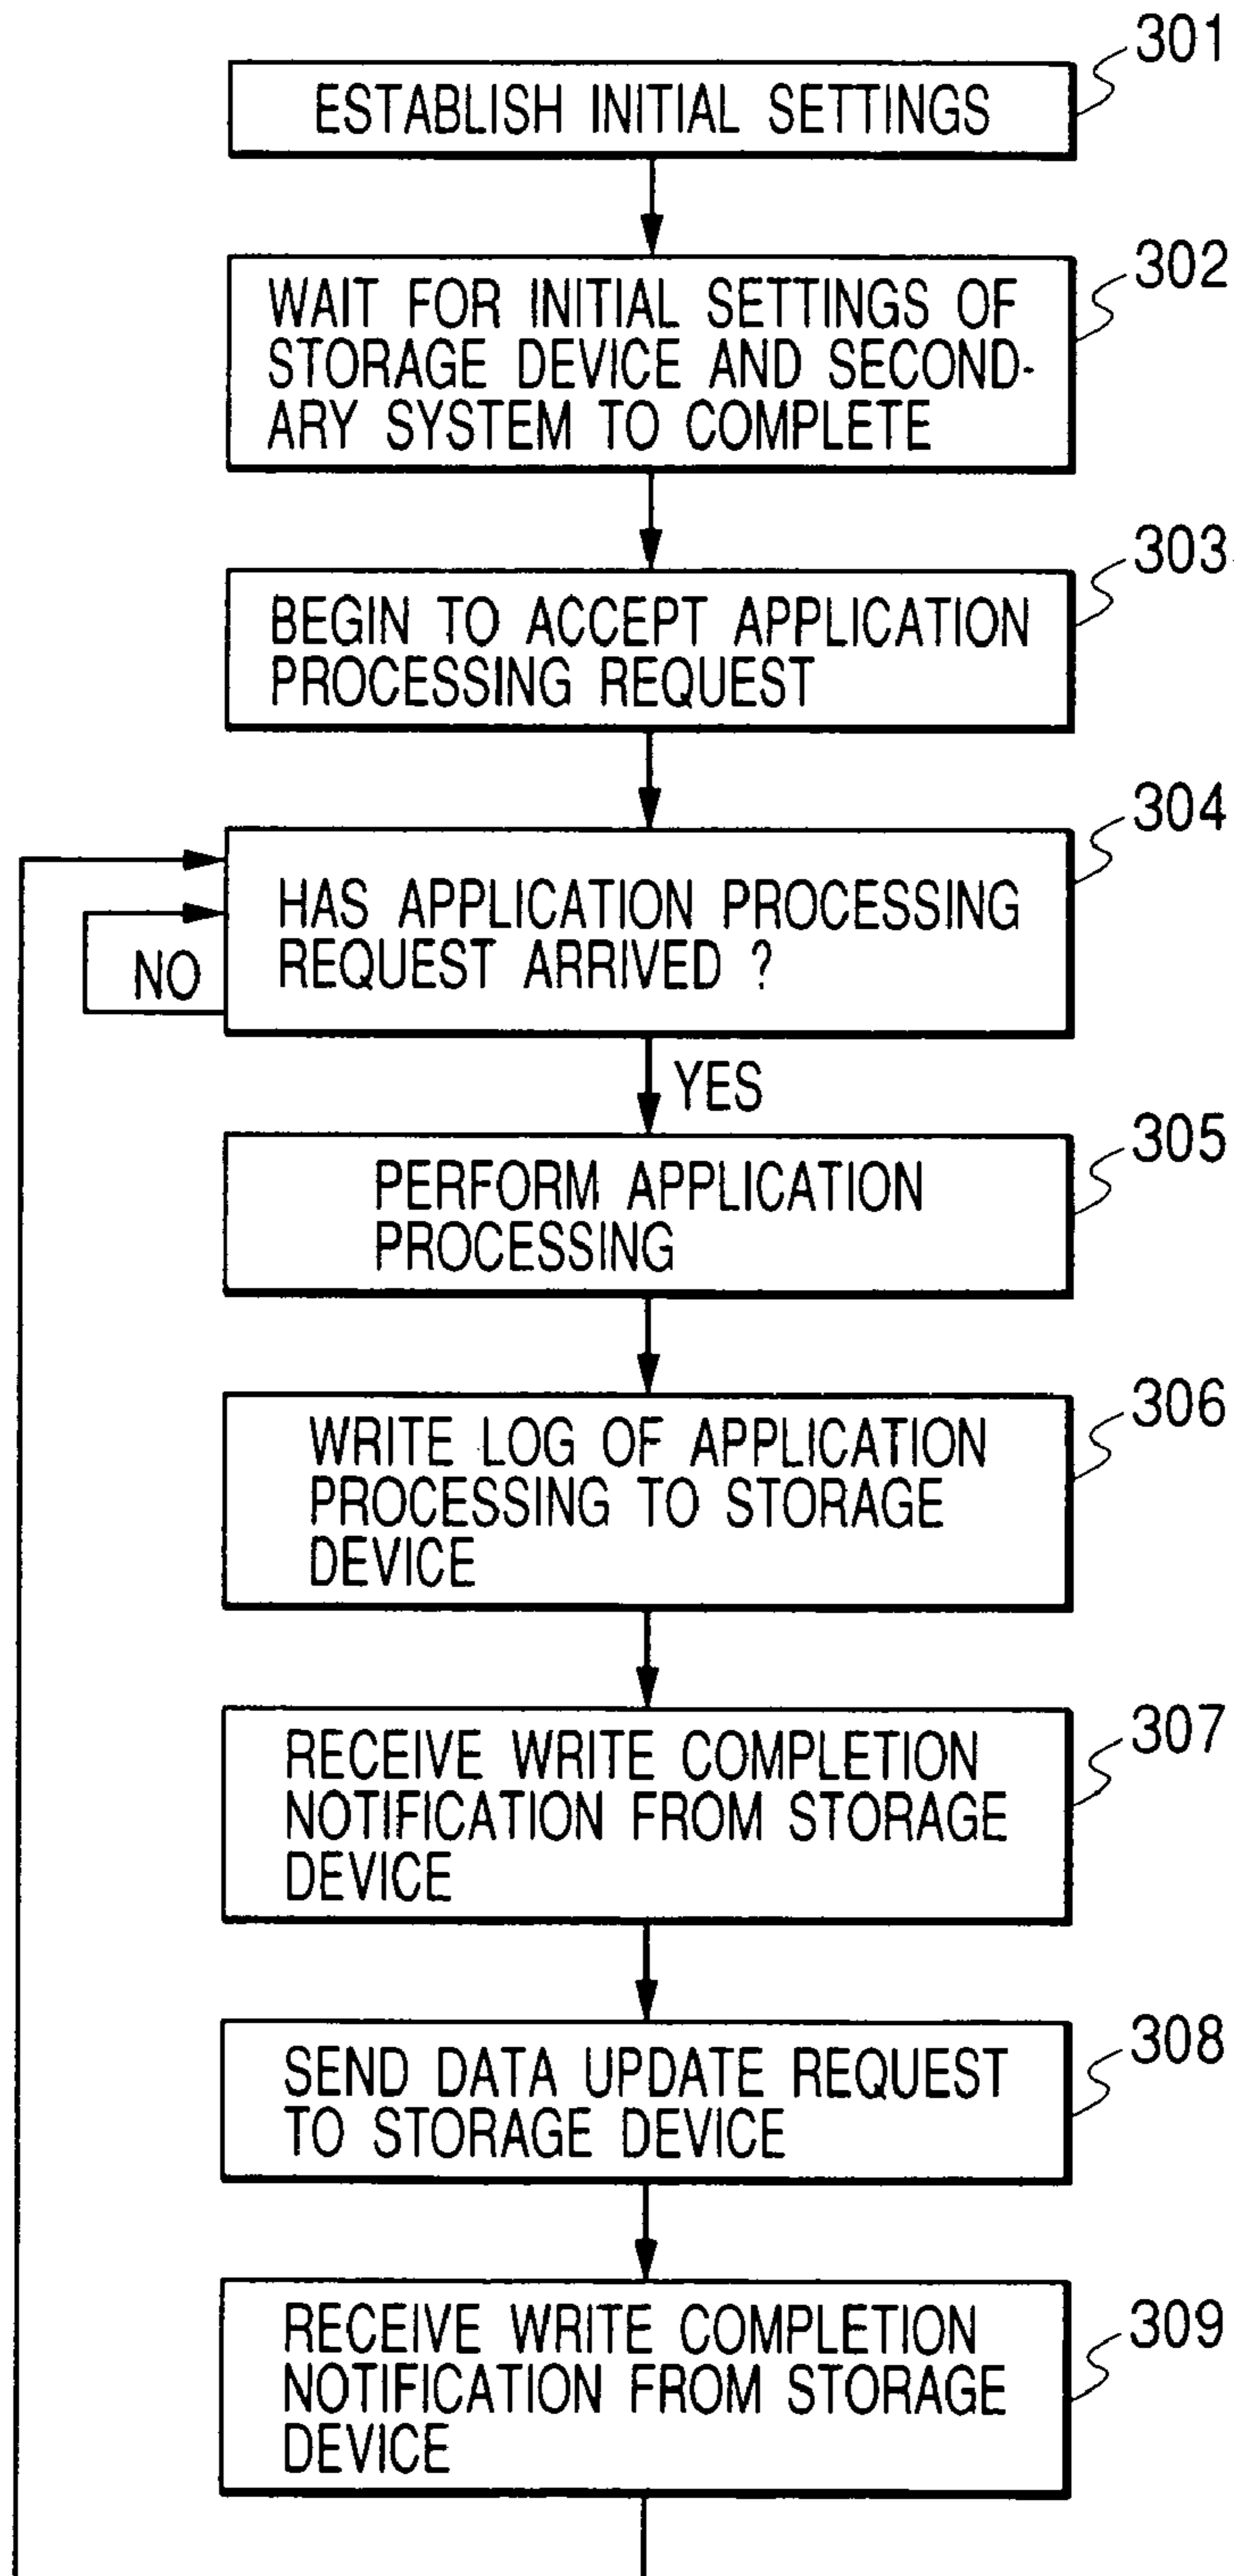 301
ESTABLISH INITIAL SETTINGS
302
WAIT FOR INITIAL SETTINGS OF
STORAGE DEVICE AND SECOND-
ARY SYSTEM TO COMPLETE
303
BEGIN TO ACCEPT APPLICATION
PROCESSING REQUEST
304
HAS APPLICATION PROCESSING
REQUEST ARRIVED ?
NO
YES
305
PERFORM APPLICATION
PROCESSING
306
WRITE LOG OF APPLICATION
PROCESSING TO STORAGE
DEVICE
307
RECEIVE WRITE COMPLETION
NOTIFICATION FROM STORAGE
DEVICE
308
SEND DATA UPDATE REQUEST
TO STORAGE DEVICE
309
RECEIVE WRITE COMPLETION
NOTIFICATION FROM STORAGE
DEVICE